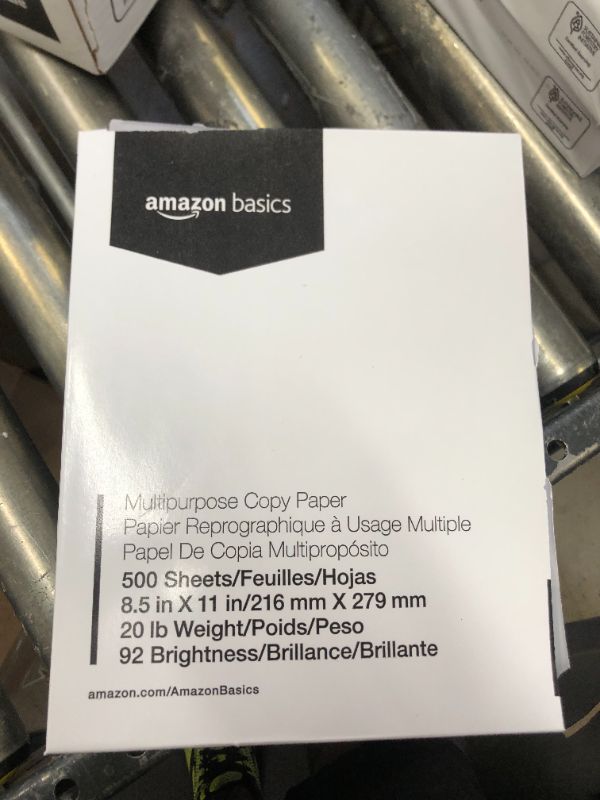 amazon basics
Multipurpose Copy Paper
Papier Reprographique à Usage Multiple
Papel De Copia Multipropósito
500 Sheets/Feuilles/Hojas
8.5 in X 11 in/216 mm X 279 mm
20 lb Weight/Poids/Peso
92 Brightness/Brillance/Brillante
amazon.com/AmazonBasics